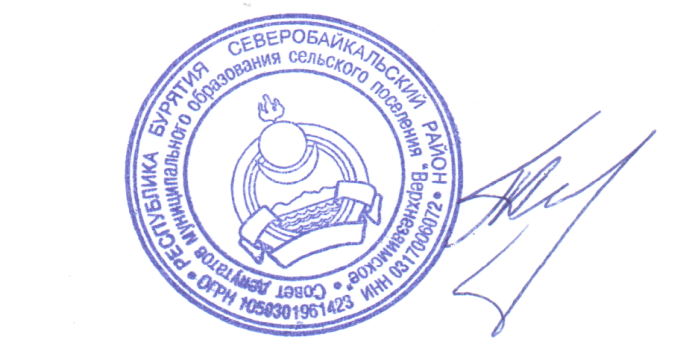 РЕСПУБЛИКА БУРЯТИЯ СЕВЕРОБАЙКАЛЬСКИЙ РАЙОН • ИНН 0317006072 • ОГРН 1050301961423 •
Совет депутатов муниципального образования сельского поселения "Верхнезаимское" •